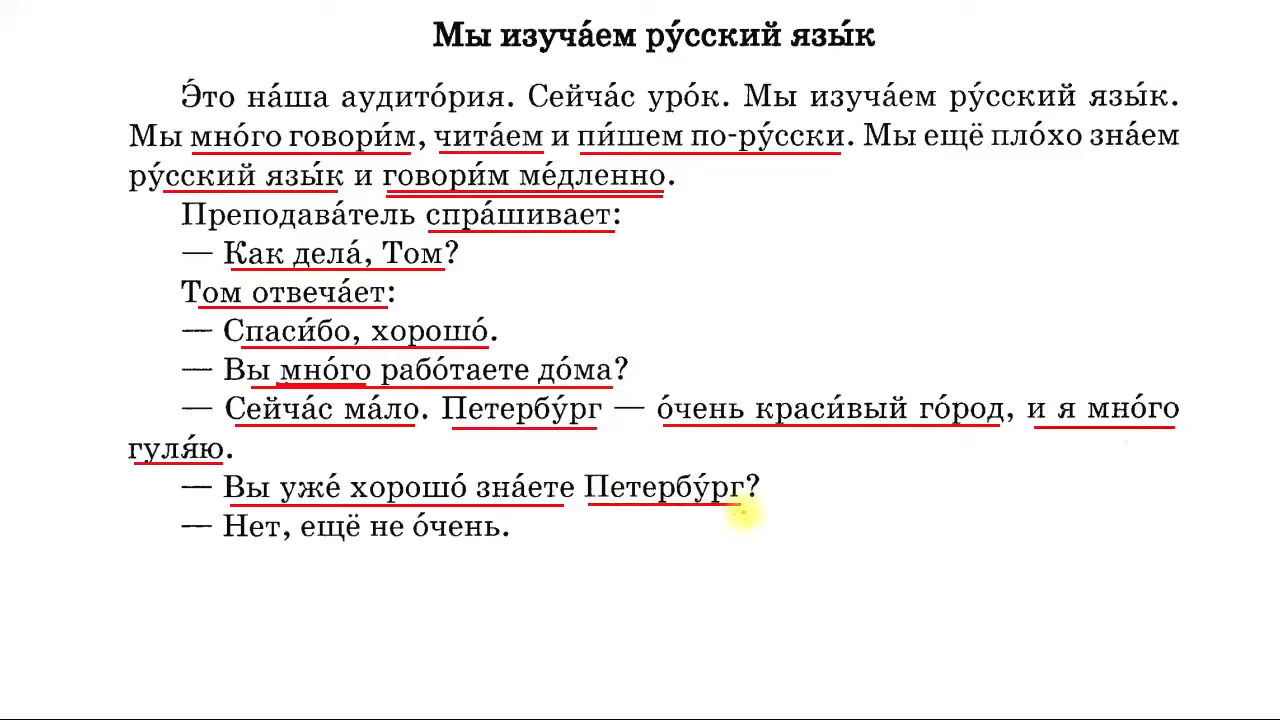 Мы изуча́ем ру́сский язы́к
Э́то на́ша аудито́рия. Сейча́с уро́к. Мы изуча́ем ру́сский язы́к.
Мы мно́го говори́м, чита́ем и пи́шем по-ру́сски. Мы ещё пло́хо зна́ем
ру́сский язы́к и говори́м ме́дленно.
Преподава́тель спра́шивает:
— Как дела́, Том?
Том отвеча́ет:
— Спаси́бо, хорошо́.
— Вы мно́го рабо́таете до́ма?
— Сейча́с ма́ло. Петербу́рг — о́чень краси́вый го́род, и я мно́го
гуля́ю.
— Вы уже́ хорошо́ зна́ете Петербу́рг?
— Нет, ещё не о́чень.